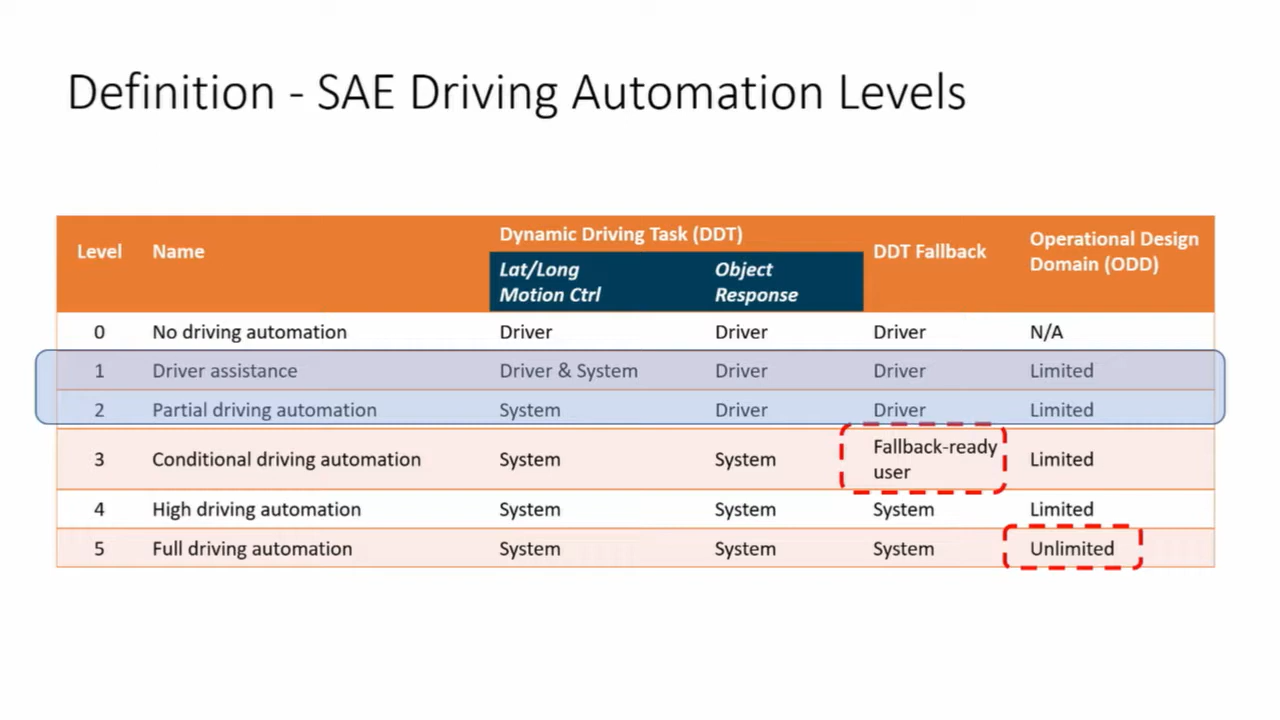 Definition - SAE Driving Automation Levels
Level Name Dynamic Driving Task (DDT) DDT Fallback Operational Design Domain (ODD)
Lat/Long Motion Ctrl Object Response
0 No driving automation Driver Driver Driver N/A
1 Driver assistance Driver & System Driver Driver Limited
2 Partial driving automation System Driver Driver Limited
3 Conditional driving automation System System Fallback-ready user Limited
4 High driving automation System System System Limited
5 Full driving automation System System System Unlimited